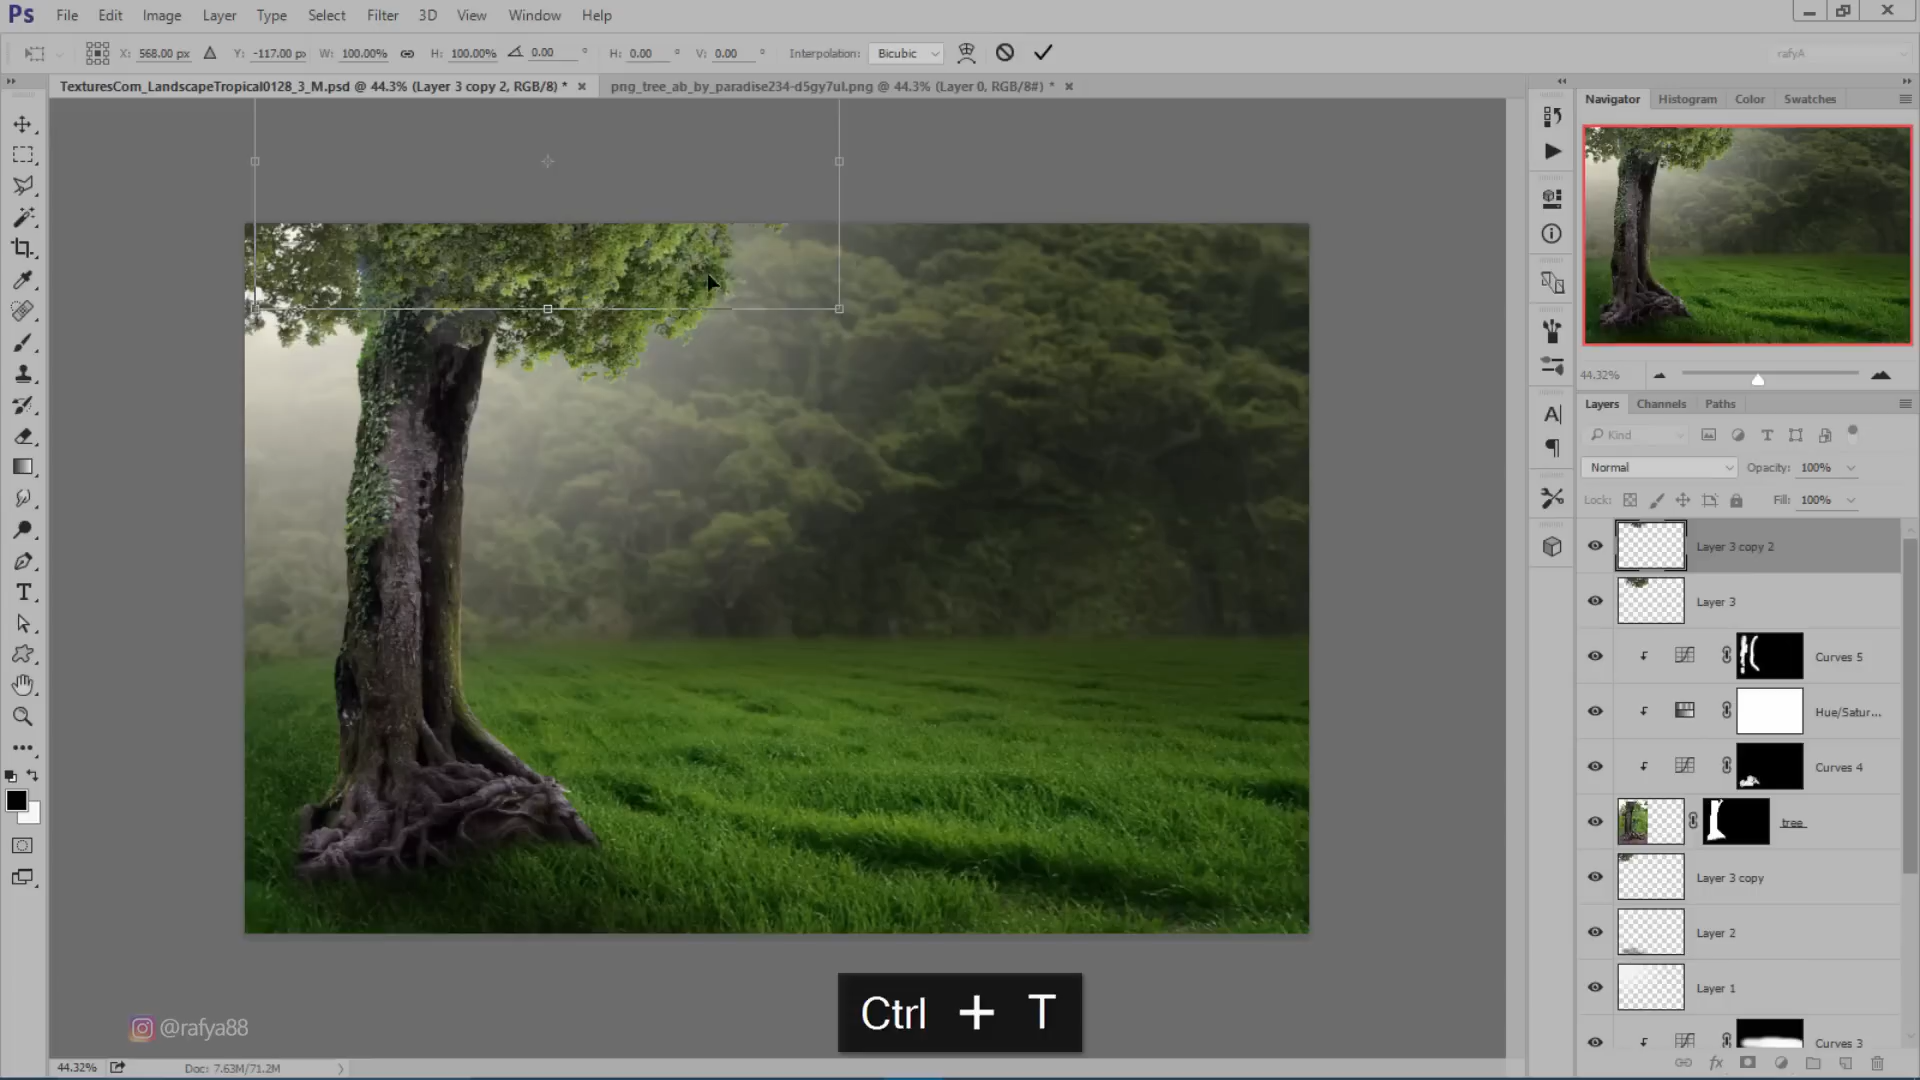 Ps File Edit Image Layer Type Select Filter 3D View Window Help
X: 568.00 px Y: -117.00 px W: 100.00% H: 100.00% 0.00 ° H: 0.00 ° V: 0.00 ° Interpolation: Bicubic rafyA
TexturesCom_LandscapeTropical0128_3_M.psd @ 44.3% (Layer 3 copy 2, RGB/8) * png_tree_ab_by_paradise234-d5gy7ul.png @ 44.3% (Layer 0, RGB/8#) *
Navigator Histogram Color Swatches
44.32%
Layers Channels Paths
Kind
Normal Opacity: 100%
Lock: Fill: 100%
Layer 3 copy 2
Layer 3
Curves 5
Hue/Satur...
Curves 4
tree
Layer 3 copy
Layer 2
Layer 1
Curves 3
Ctrl + T
@rafya88
44.32% Doc: 7.63M/71.2M